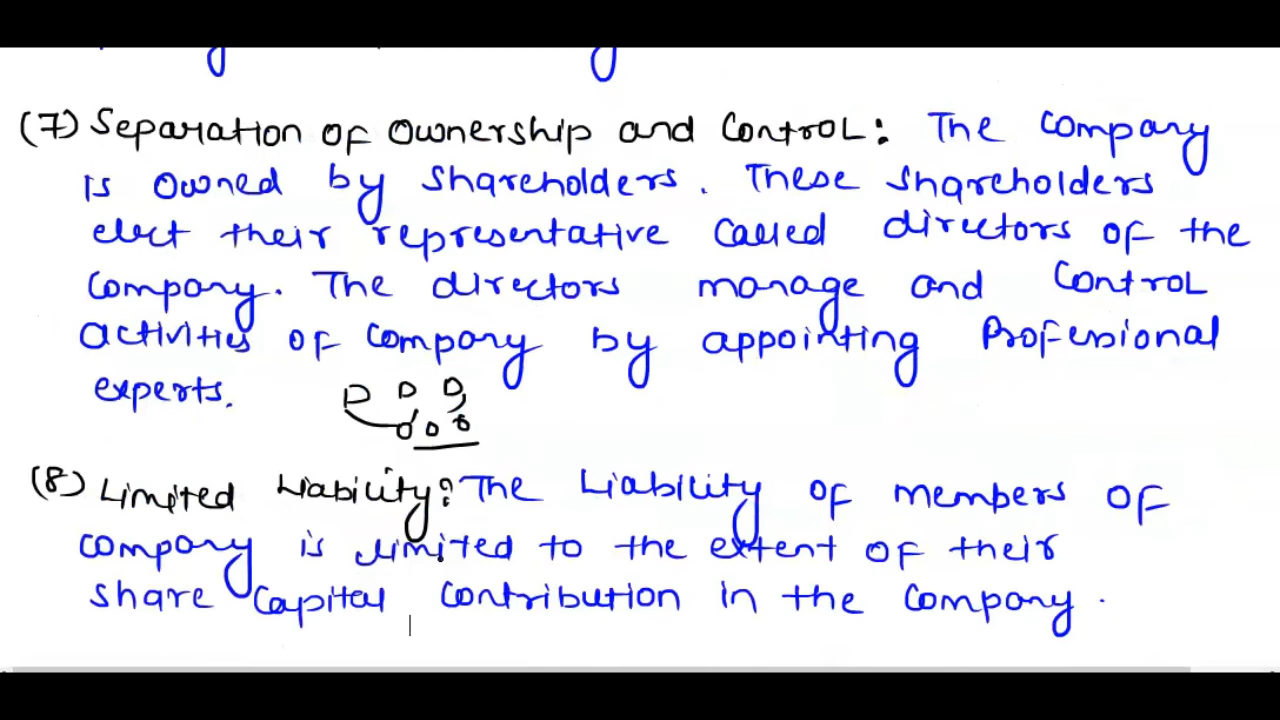 (7) Separation of Ownership and Control: The Company
is owned by shareholders. These shareholders
elect their representative called directors of the
Company. The directors manage and Control
activities of Company by appointing Professional
experts.
D D D
(8) Limited Liability: The Liability of members of
company is limited to the extent of their
share Capital Contribution in the Company.